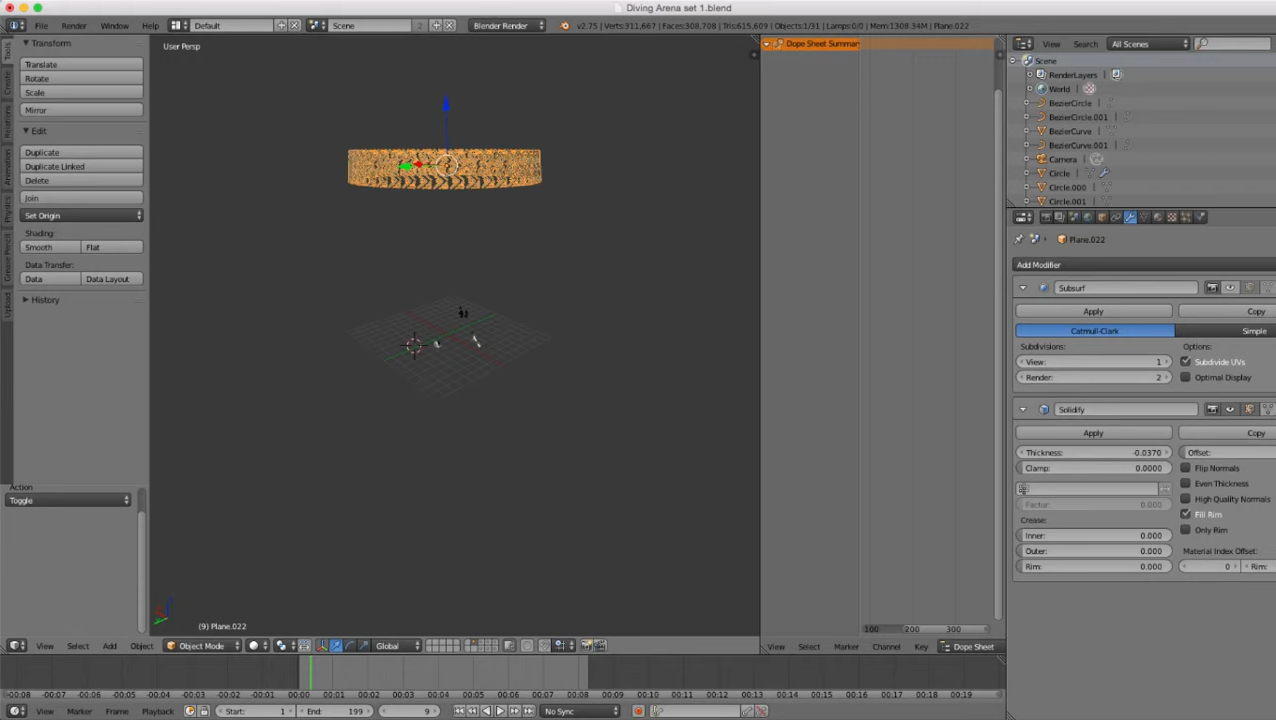 Diving Arena set 1.blend
File Render Window Help Default Scene 2 Blender Render v2.75 | Verts:311,667 | Faces:308,708 | Tris:615,609 | Objects:1/31 | Lamps:0/0 | Mem:1308.34M | Plane.022
Transform
Translate
Rotate
Scale
Mirror
Edit
Duplicate
Duplicate Linked
Delete
Join
Set Origin
Shading:
Smooth Flat
Data Transfer:
Data Data Layout
History
Action
Toggle
Tools
Create
Relations
Animation
Physics
Grease Pencil
Upload
User Persp
(9) Plane.022
View Select Add Object Object Mode Global
Dope Sheet Summar
100 200 300
View Select Marker Channel Key Dope Sheet
View Search All Scenes
Scene
RenderLayers
World
BezierCircle
BezierCircle.001
BezierCurve
BezierCurve.001
Camera
Circle
Circle.000
Circle.001
Plane.022
Add Modifier
Subsurf
Apply Copy
Catmull-Clark Simple
Subdivisions: Options:
View: 1 Subdivide UVs
Render: 2 Optimal Display
Solidify
Apply Copy
Thickness: -0.0370 Offset:
Clamp: 0.0000 Flip Normals
Even Thickness
Factor: 0.000 High Quality Normals
Crease: Fill Rim
Inner: 0.000 Only Rim
Outer: 0.000 Material Index Offset:
Rim: 0.000 0 Rim:
-00:08 -00:07 -00:06 -00:05 -00:04 -00:03 -00:02 -00:01 00:00 00:01 00:02 00:03 00:04 00:05 00:06 00:07 00:08 00:09 00:10 00:11 00:12 00:13 00:14 00:15 00:16 00:17 00:18 00:19
View Marker Frame Playback Start: 1 End: 199 9 No Sync